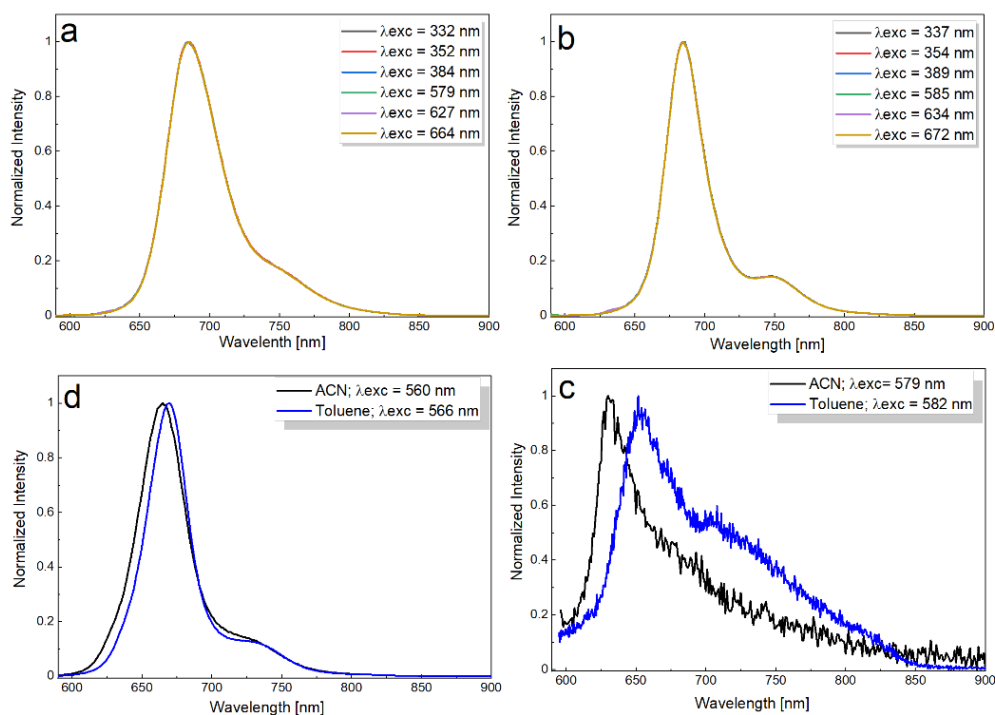 a
λexc = 332 nm
λexc = 352 nm
λexc = 384 nm
λexc = 579 nm
λexc = 627 nm
λexc = 664 nm
Normalized Intensity
1
0.8
0.6
0.4
0.2
0
600 650 700 750 800 850 900
Wavelenth [nm]
b
λexc = 337 nm
λexc = 354 nm
λexc = 389 nm
λexc = 585 nm
λexc = 634 nm
λexc = 672 nm
Normalized Intensity
1
0.8
0.6
0.4
0.2
0
600 650 700 750 800 850 900
Wavelength [nm]
d
ACN; λexc = 560 nm
Toluene; λexc = 566 nm
Normalized Intensity
1
0.8
0.6
0.4
0.2
0
600 650 700 750 800 850 900
Wavelength [nm]
c
ACN; λexc= 579 nm
Toluene; λexc = 582 nm
Normalized Intensity
1
0.8
0.6
0.4
0.2
0
600 650 700 750 800 850 900
Wavelength [nm]